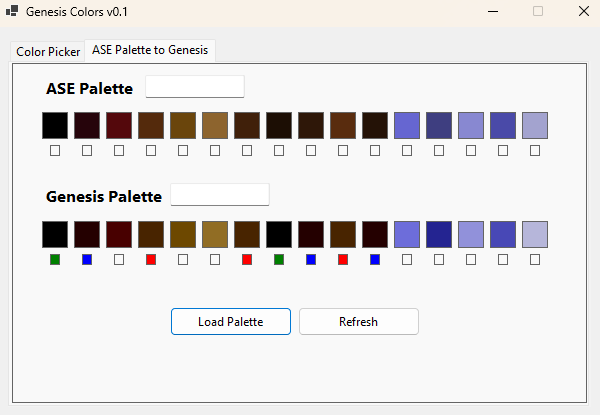 Genesis Colors v0.1
Color Picker
ASE Palette to Genesis
ASE Palette
Genesis Palette
Load Palette
Refresh